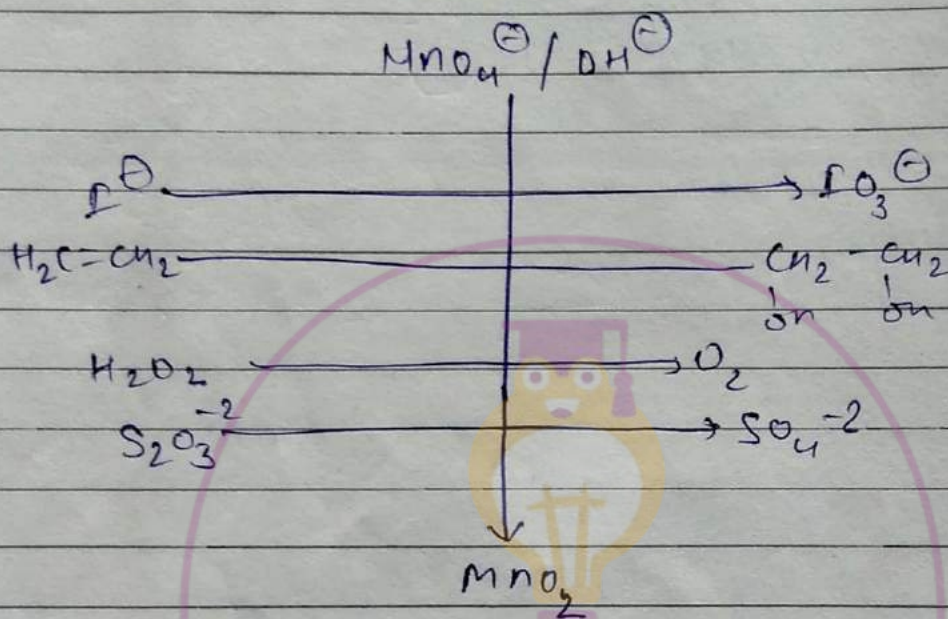 MnO₄⊖ / OH⊖
I⊖ → IO₃⊖
H₂C-CH₂ — CH₂-CH₂
OH OH
H₂O₂ → O₂
S₂O₃⁻² → SO₄⁻²
MnO₂